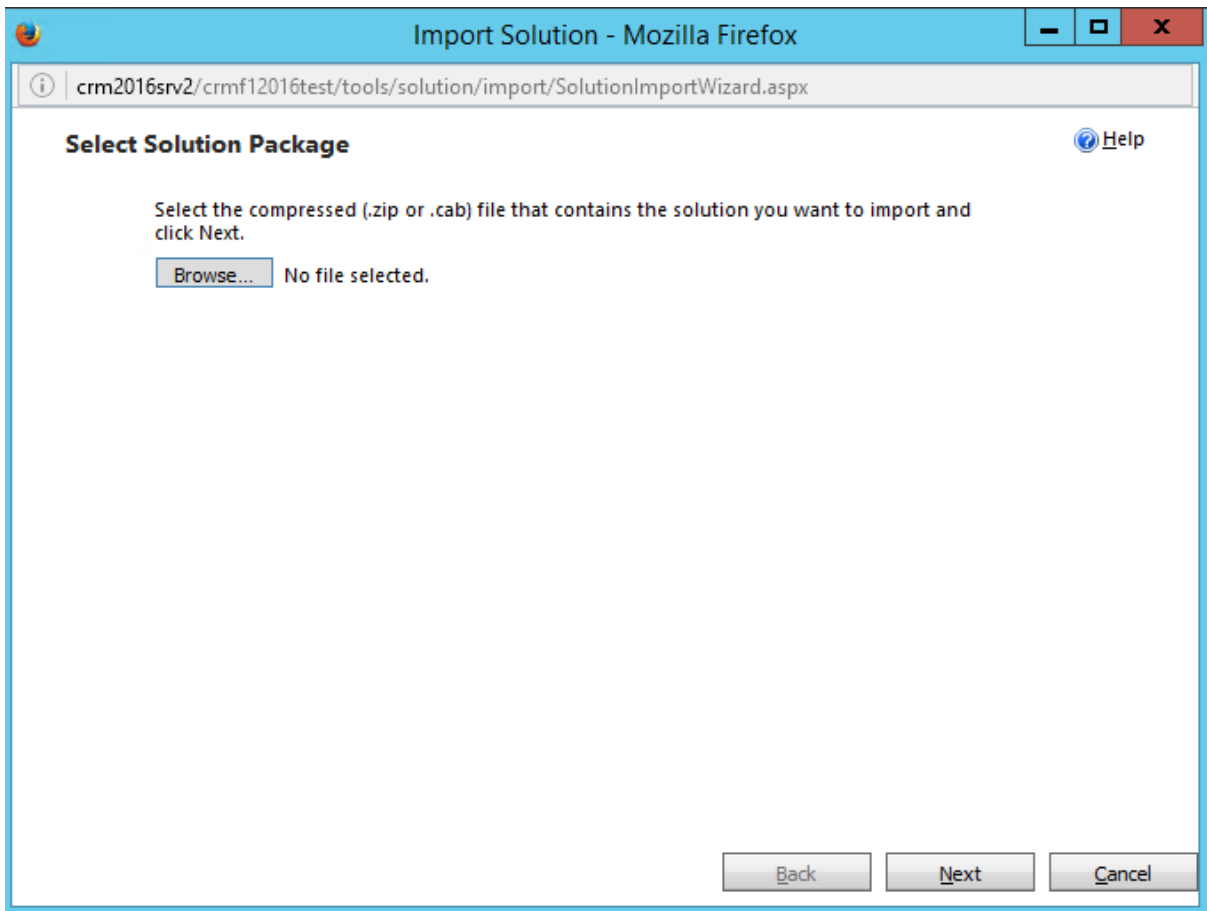 Import Solution - Mozilla Firefox
crm2016srv2/crmf12016test/tools/solution/import/SolutionImportWizard.aspx
Select Solution Package
Help
Select the compressed (.zip or .cab) file that contains the solution you want to import and
click Next.
Browse... No file selected.
Back Next Cancel